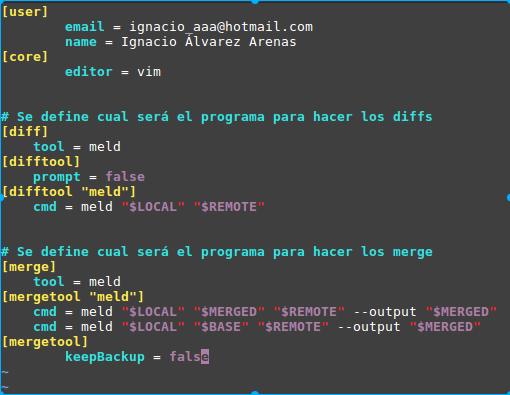 [user]
        email = ignacio_aaa@hotmail.com
        name = Ignacio Álvarez Arenas
[core]
        editor = vim
# Se define cual será el programa para hacer los diffs
[diff]
    tool = meld
[difftool]
    prompt = false
[difftool "meld"]
    cmd = meld "$LOCAL" "$REMOTE"
# Se define cual será el programa para hacer los merge
[merge]
    tool = meld
[mergetool "meld"]
    cmd = meld "$LOCAL" "$MERGED" "$REMOTE" --output "$MERGED"
    cmd = meld "$LOCAL" "$BASE" "$REMOTE" --output "$MERGED"
[mergetool]
        keepBackup = false
~
~